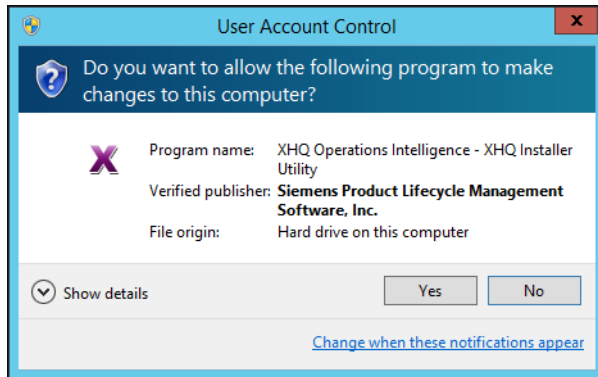 User Account Control
x
Do you want to allow the following program to make
changes to this computer?
X
Program name: XHQ Operations Intelligence - XHQ Installer
Utility
Verified publisher: Siemens Product Lifecycle Management
Software, Inc.
File origin: Hard drive on this computer
Show details
Yes
No
Change when these notifications appear